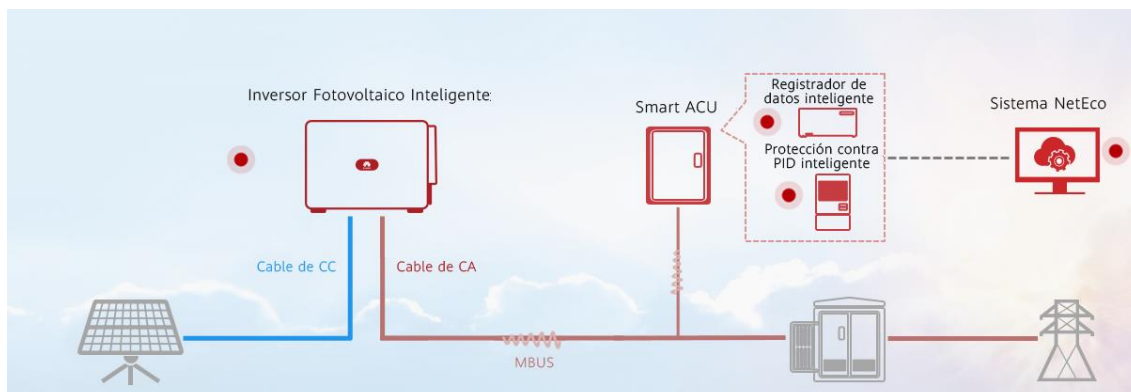 Inversor Fotovoltaico Inteligente:
Smart ACU
Registrador de
datos inteligente
Protección contra
PID inteligente
Sistema NetEco
Cable de CC
Cable de CA
MBUS